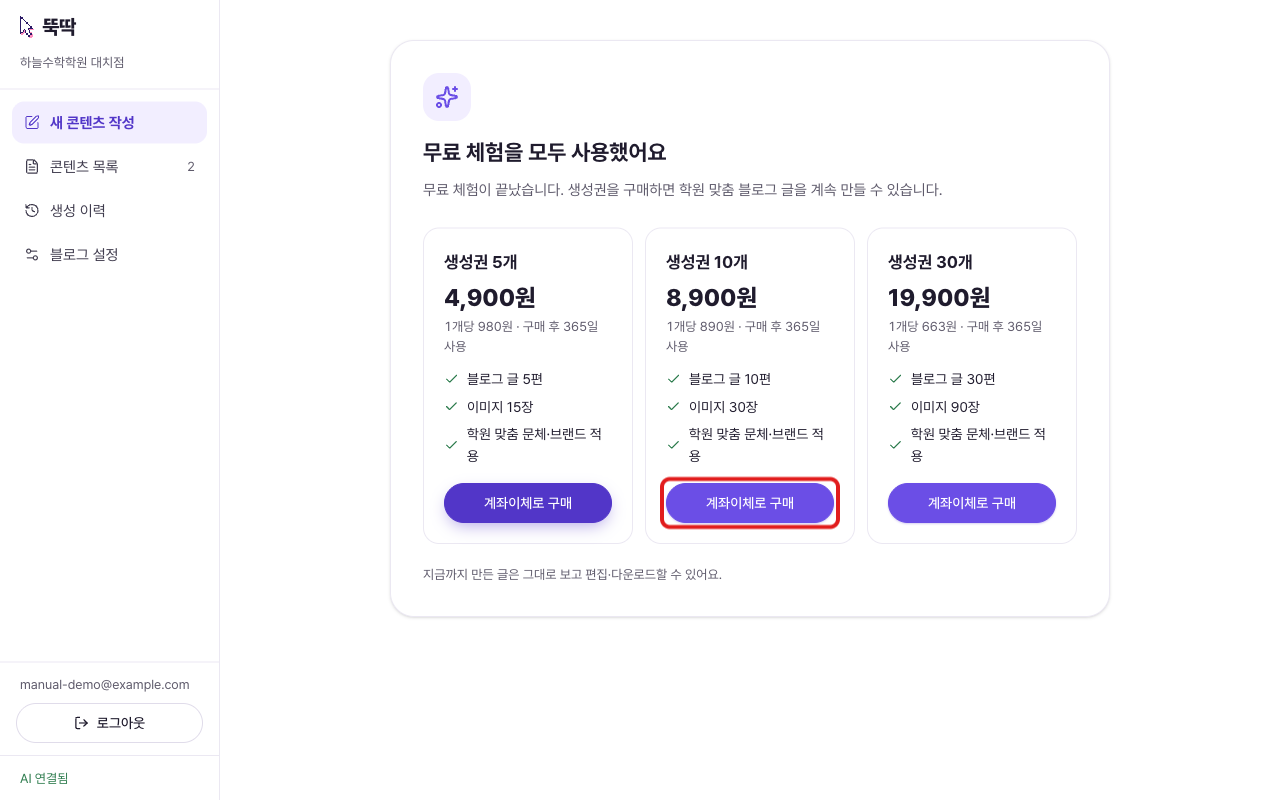 뚝딱
하늘수학학원 대치점
새 콘텐츠 작성
콘텐츠 목록 2
생성 이력
블로그 설정
manual-demo@example.com
로그아웃
AI 연결됨
무료 체험을 모두 사용했어요
무료 체험이 끝났습니다. 생성권을 구매하면 학원 맞춤 블로그 글을 계속 만들 수 있습니다.
생성권 5개
4,900원
1개당 980원 · 구매 후 365일
사용
블로그 글 5편
이미지 15장
학원 맞춤 문체·브랜드 적
용
계좌이체로 구매
생성권 10개
8,900원
1개당 890원 · 구매 후 365일
사용
블로그 글 10편
이미지 30장
학원 맞춤 문체·브랜드 적
용
계좌이체로 구매
생성권 30개
19,900원
1개당 663원 · 구매 후 365일
사용
블로그 글 30편
이미지 90장
학원 맞춤 문체·브랜드 적
용
계좌이체로 구매
지금까지 만든 글은 그대로 보고 편집·다운로드할 수 있어요.